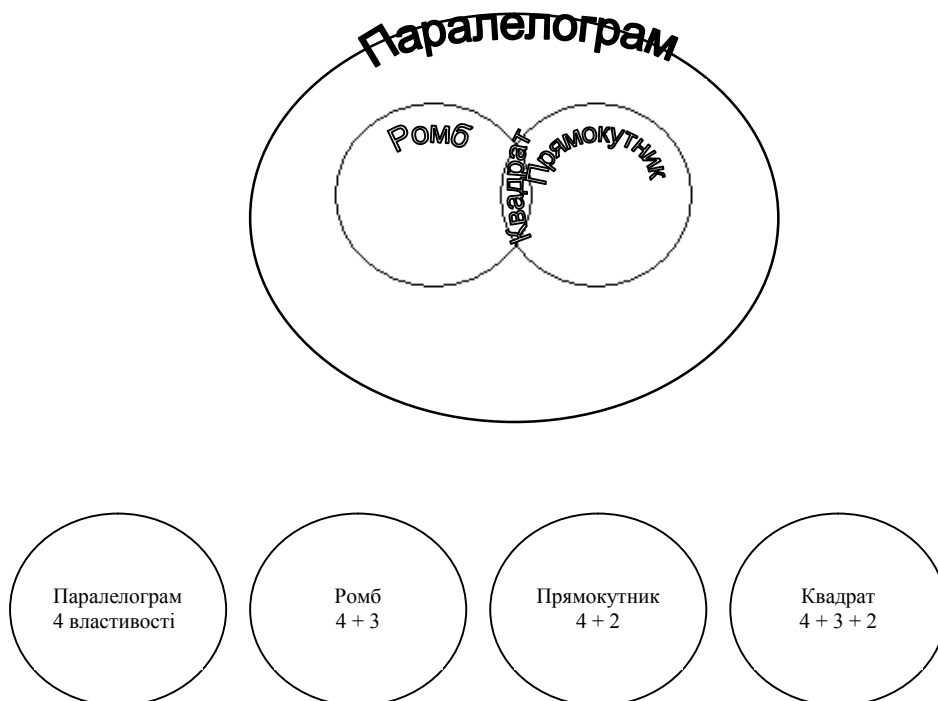 Паралелограм
Ромб
Квадрат
Прямокутник
Паралелограм
4 властивості
Ромб
4 + 3
Прямокутник
4 + 2
Квадрат
4 + 3 + 2